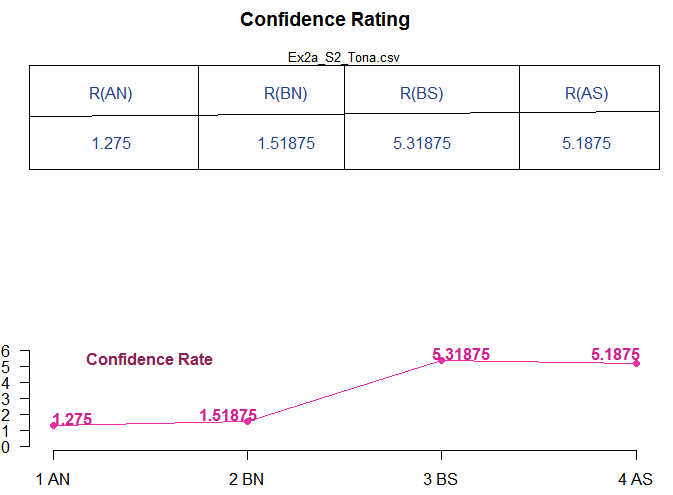 Confidence Rating
Ex2a_S2_Tona.csv
R(AN) R(BN) R(BS) R(AS)
1.275 1.51875 5.31875 5.1875
Confidence Rate
6
5
4
3
2
1
0
1.275 1.51875 5.31875 5.1875
1 AN 2 BN 3 BS 4 AS